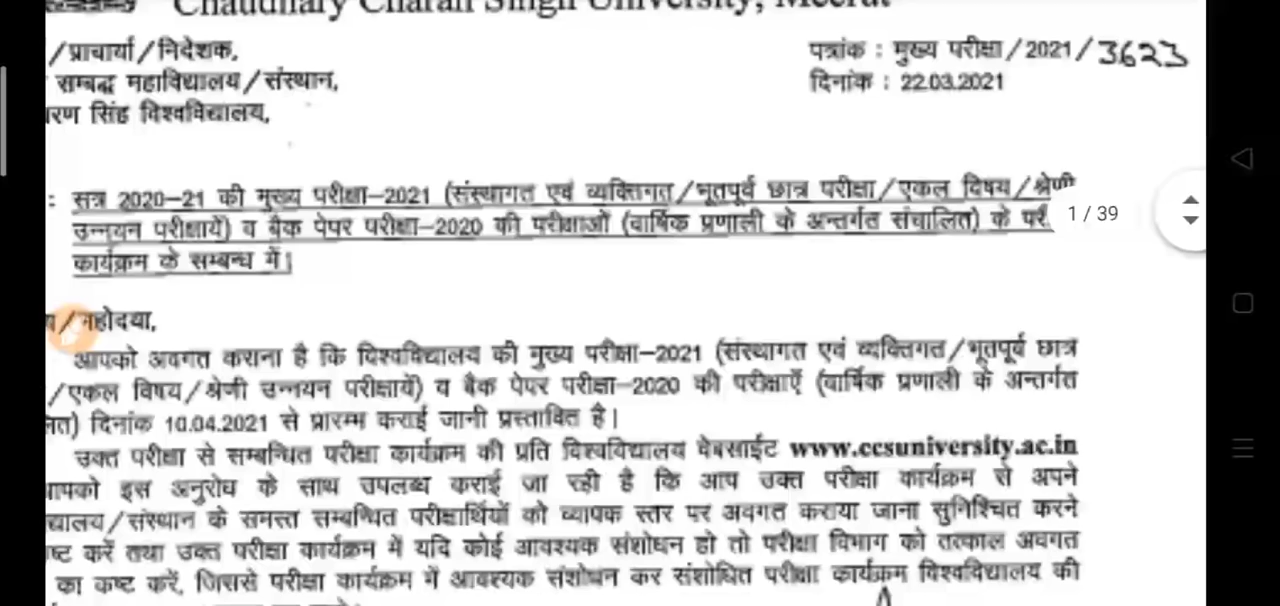 Chaudhary Charan Singh University, Meerut
/प्राचार्या/निदेशक,
पत्रांक : मुख्य परीक्षा/2021/3623
सम्बद्ध महाविद्यालय/संस्थान,
दिनांक : 22.03.2021
रण सिंह विश्वविद्यालय,
: सत्र 2020-21 की मुख्य परीक्षा-2021 (संस्थागत एवं व्यक्तिगत/भूतपूर्व छात्र परीक्षा/एकल विषय/श्रेणी
1 / 39
उन्नयन परीक्षायें) व बैक पेपर परीक्षा-2020 की परीक्षाओं (वार्षिक प्रणाली के अन्तर्गत संचालित) के परी
कार्यक्रम के सम्बन्ध में।
/महोदया,
आपको अवगत कराना है कि विश्वविद्यालय की मुख्य परीक्षा-2021 (संस्थागत एवं व्यक्तिगत/भूतपूर्व छात्र
/एकल विषय/श्रेणी उन्नयन परीक्षायें) व बैक पेपर परीक्षा-2020 की परीक्षाऐं (वार्षिक प्रणाली के अन्तर्गत
लित) दिनांक 10.04.2021 से प्रारम्भ कराई जानी प्रस्तावित है।
उक्त परीक्षा से सम्बन्धित परीक्षा कार्यक्रम की प्रति विश्वविद्यालय वेबसाईट www.ccsuniversity.ac.in
आपको इस अनुरोध के साथ उपलब्ध कराई जा रही है कि आप उक्त परीक्षा कार्यक्रम से अपने
द्यालय/संस्थान के समस्त सम्बन्धित परीक्षार्थियों को व्यापक स्तर पर अवगत कराया जाना सुनिश्चित करने
ष्ट करें तथा उक्त परीक्षा कार्यक्रम में यदि कोई आवश्यक संशोधन हो तो परीक्षा विभाग को तत्काल अवगत
का कष्ट करें, जिससे परीक्षा कार्यक्रम में आवश्यक संशोधन कर संशोधित परीक्षा कार्यक्रम विश्वविद्यालय की